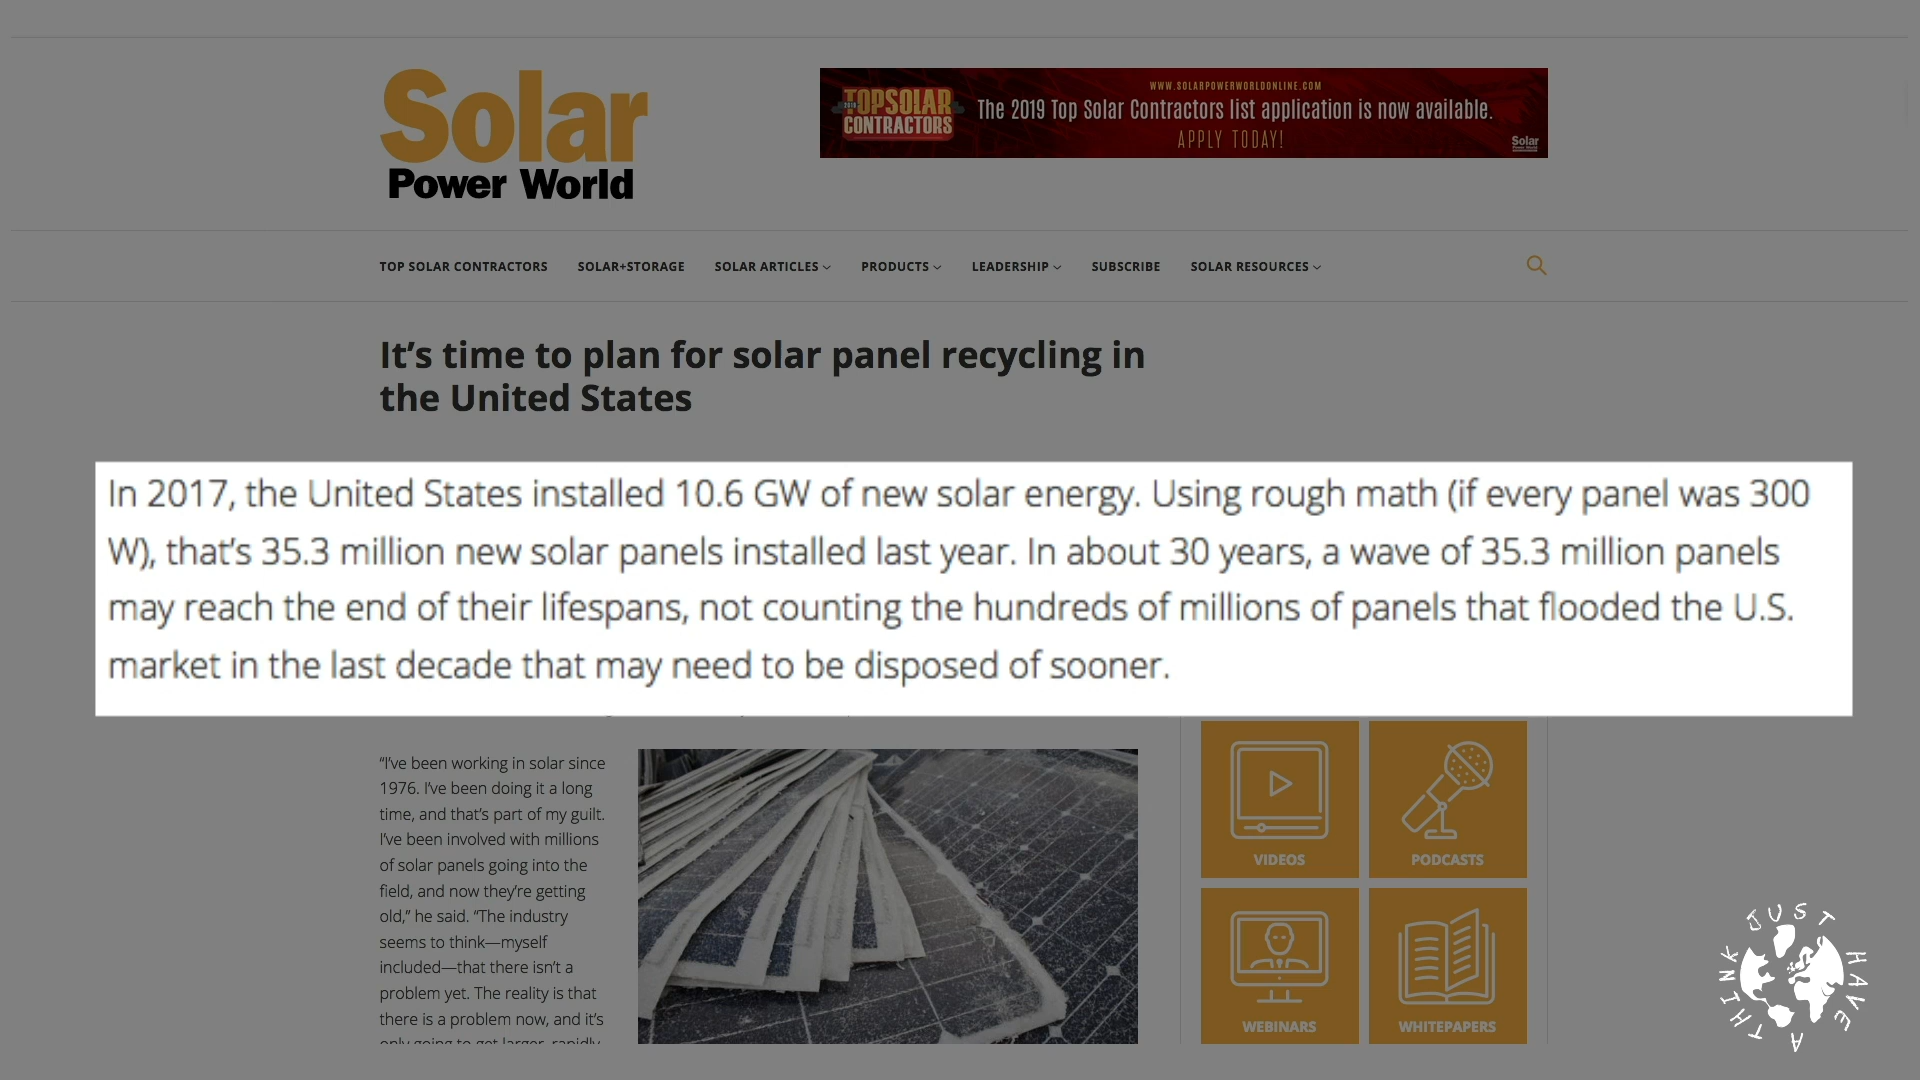 Solar
Power World
WWW.SOLARPOWERWORLDONLINE.COM
TOPSOLAR
CONTRACTORS
The 2019 Top Solar Contractors list application is now available.
APPLY TODAY!
Solar
Power World
TOP SOLAR CONTRACTORS SOLAR+STORAGE SOLAR ARTICLES PRODUCTS LEADERSHIP SUBSCRIBE SOLAR RESOURCES
It’s time to plan for solar panel recycling in
the United States
In 2017, the United States installed 10.6 GW of new solar energy. Using rough math (if every panel was 300
W), that’s 35.3 million new solar panels installed last year. In about 30 years, a wave of 35.3 million panels
may reach the end of their lifespans, not counting the hundreds of millions of panels that flooded the U.S.
market in the last decade that may need to be disposed of sooner.
“I’ve been working in solar since
1976. I’ve been doing it a long
time, and that’s part of my guilt.
I’ve been involved with millions
of solar panels going into the
field, and now they’re getting
old,” he said. “The industry
seems to think—myself
included—that there isn’t a
problem yet. The reality is that
there is a problem now, and it’s
only going to get larger, rapidly,
VIDEOS
PODCASTS
WEBINARS
WHITEPAPERS
JUST HAVE A THINK